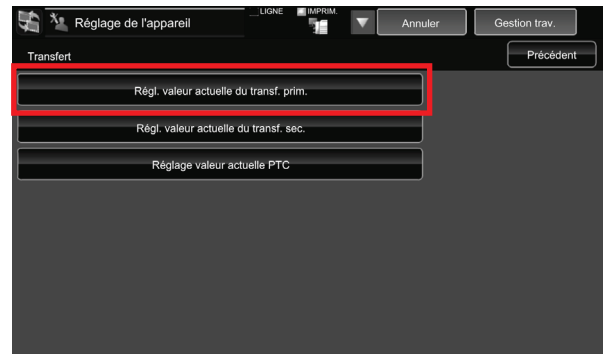 LIGNE IMPRIM.
Réglage de l'appareil Annuler Gestion trav.
Transfert Précédent
Régl. valeur actuelle du transf. prim.
Régl. valeur actuelle du transf. sec.
Réglage valeur actuelle PTC